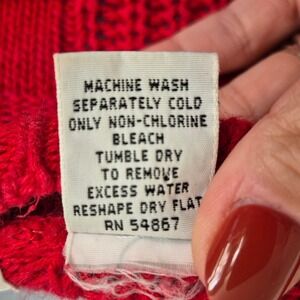 MACHINE WASH
SEPARATELY COLD
ONLY NON-CHLORINE
BLEACH
TUMBLE DRY
TO REMOVE
EXCESS WATER
RESHAPE DRY FLAT
RN 54867